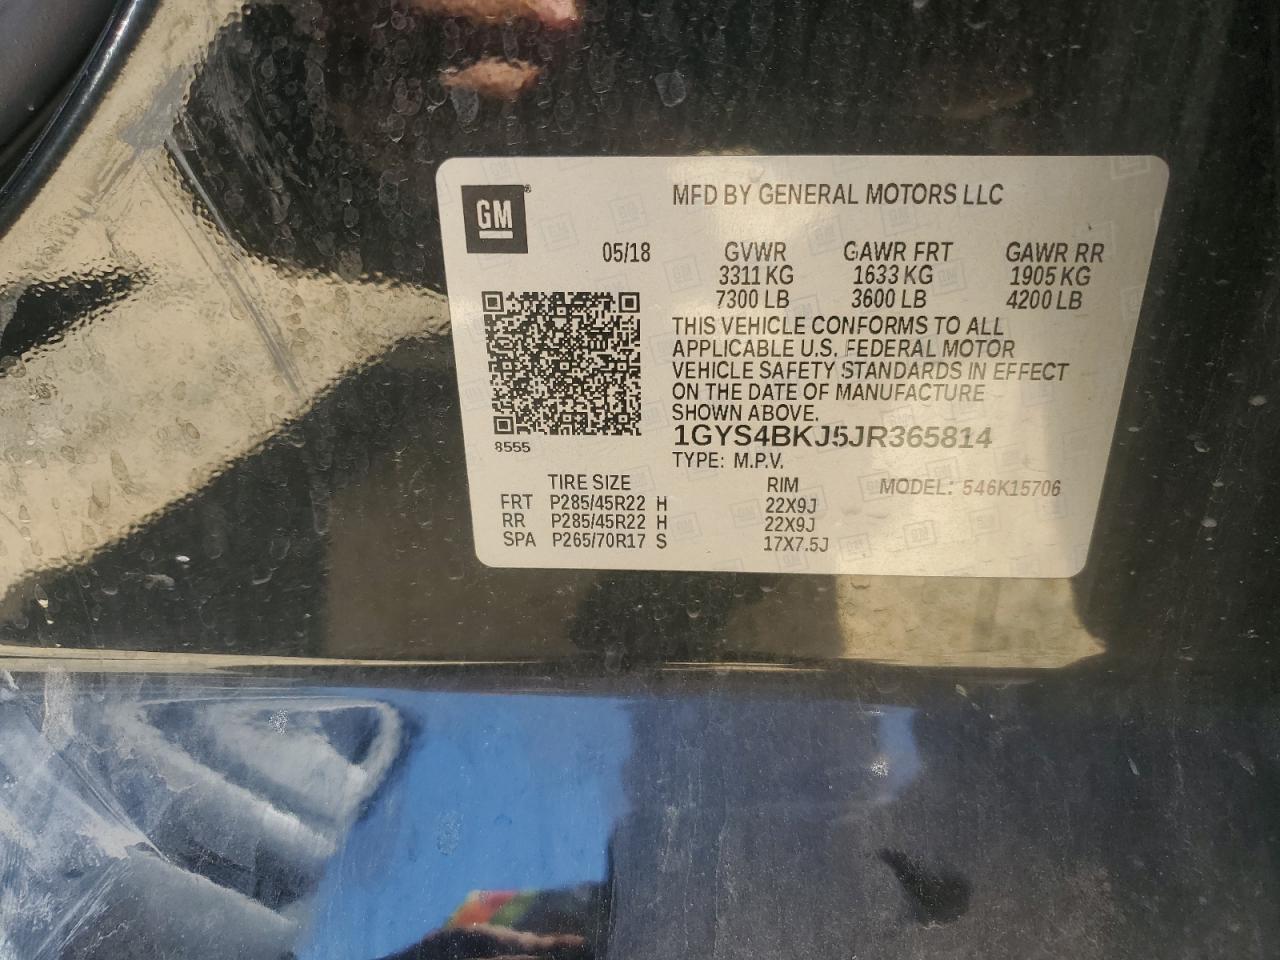 GM®
MFD BY GENERAL MOTORS LLC
05/18 GVWR GAWR FRT GAWR RR
3311 KG 1633 KG 1905 KG
7300 LB 3600 LB 4200 LB
THIS VEHICLE CONFORMS TO ALL
APPLICABLE U.S. FEDERAL MOTOR
VEHICLE SAFETY STANDARDS IN EFFECT
ON THE DATE OF MANUFACTURE
SHOWN ABOVE.
8555
1GYS4BKJ5JR365814
TYPE: M.P.V.
TIRE SIZE RIM MODEL: 546K15706
FRT P285/45R22 H 22X9J
RR P285/45R22 H 22X9J
SPA P265/70R17 S 17X7.5J